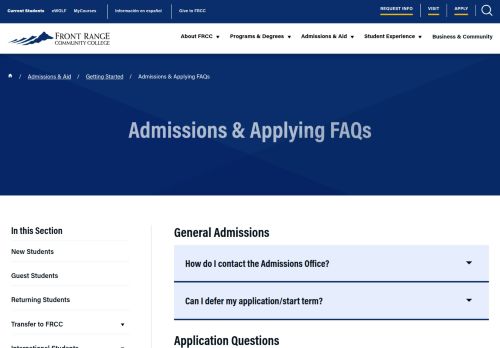 Current Students eWOLF MyCourses Información en español Give to FRCC REQUEST INFO VISIT APPLY
FRONT RANGE
COMMUNITY COLLEGE
About FRCC Programs & Degrees Admissions & Aid Student Experience Business & Community
/ Admissions & Aid / Getting Started / Admissions & Applying FAQs
Admissions & Applying FAQs
In this Section
New Students
Guest Students
Returning Students
Transfer to FRCC
International Students
General Admissions
How do I contact the Admissions Office?
Can I defer my application/start term?
Application Questions